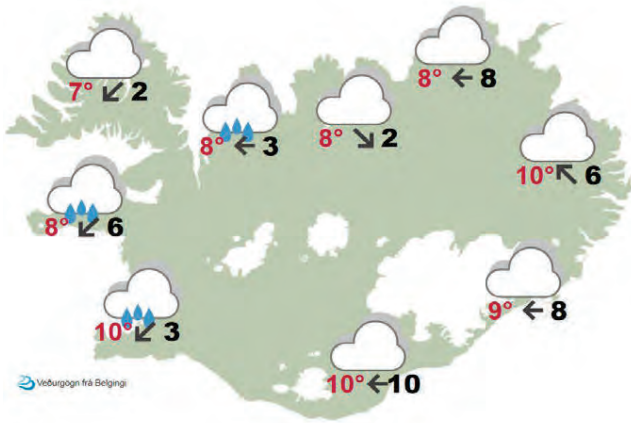 8° ← 8
7° ↙ 2
8° ← 3
8° ↘ 2
10° ↖ 6
8° ↙ 6
9° ← 8
10° ↙ 3
10° ← 10
Veðurgögn frá Belgingi